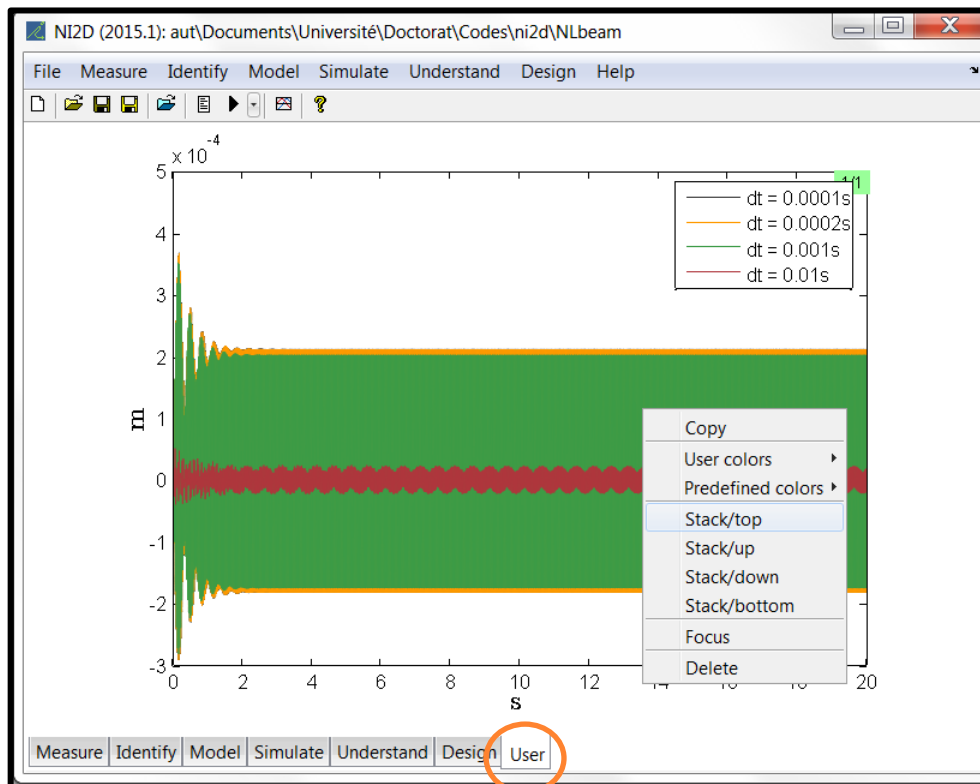 NI2D (2015.1): aut\Documents\Université\Doctorat\Codes\ni2d\NLbeam
File Measure Identify Model Simulate Understand Design Help
x 10⁻⁴
5
4
3
2
1
0
-1
-2
-3
m
1/1
dt = 0.0001s
dt = 0.0002s
dt = 0.001s
dt = 0.01s
Copy
User colors
Predefined colors
Stack/top
Stack/up
Stack/down
Stack/bottom
Focus
Delete
0 2 4 6 8 10 12 14 16 18 20
s
Measure Identify Model Simulate Understand Design User